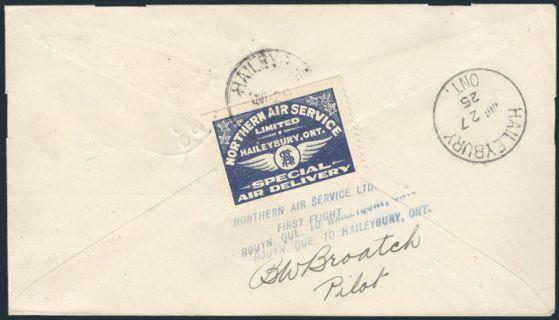 HAILEYBURY
ONT.
27
25
NORTHERN AIR SERVICE
LIMITED
HAILEYBURY, ONT.
SPECIAL
AIR DELIVERY
NORTHERN AIR SERVICE LTD.
FIRST FLIGHT
ROUYN, QUE. TO HAILEYBURY, ONT.
ROUYN, QUE. TO HAILEYBURY, ONT.
BW Broatch
Pilot